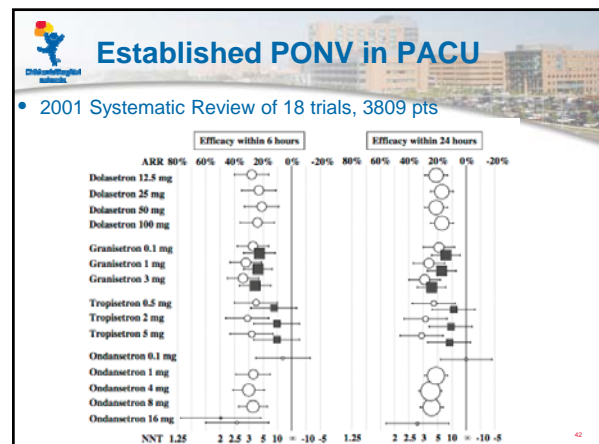 Established PONV in PACU
• 2001 Systematic Review of 18 trials, 3809 pts
Efficacy within 6 hours
Efficacy within 24 hours
ARR 80% 60% 40% 20% 0% -20% 80% 60% 40% 20% 0% -20%
Dolasetron 12.5 mg
Dolasetron 25 mg
Dolasetron 50 mg
Dolasetron 100 mg
Granisetron 0.1 mg
Granisetron 1 mg
Granisetron 3 mg
Tropisetron 0.5 mg
Tropisetron 2 mg
Tropisetron 5 mg
Ondansetron 0.1 mg
Ondansetron 1 mg
Ondansetron 4 mg
Ondansetron 8 mg
Ondansetron 16 mg
NNT 1.25 2 2.5 3 5 10 ∞ -10 -5 1.25 2 2.5 3 5 10 ∞ -10 -5
42